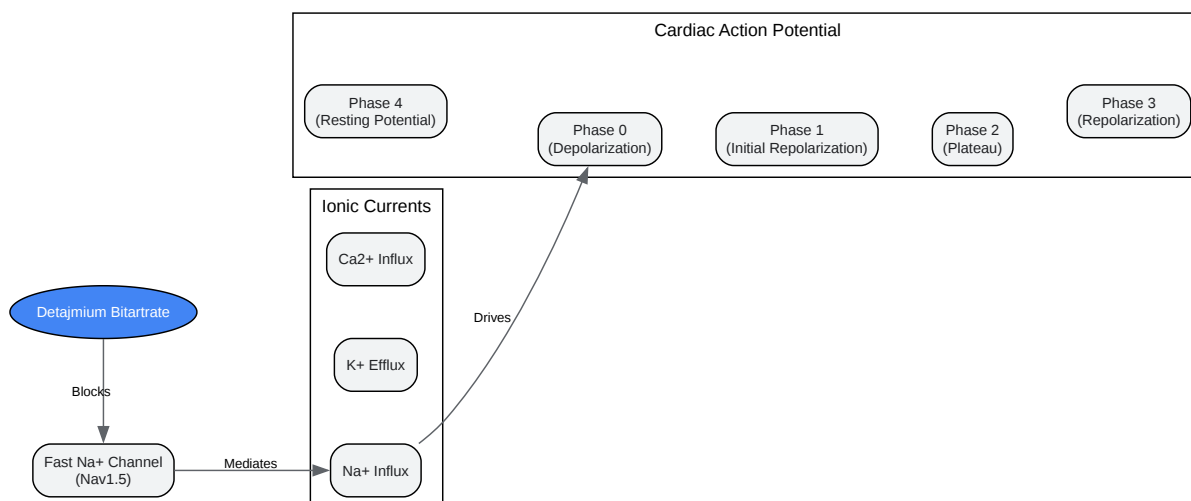 Cardiac Action Potential
Phase 4
(Resting Potential)
Phase 0
(Depolarization)
Phase 1
(Initial Repolarization)
Phase 2
(Plateau)
Phase 3
(Repolarization)
Ionic Currents
Ca2+ Influx
K+ Efflux
Na+ Influx
Detajmium Bitartrate
Blocks
Fast Na+ Channel
(Nav1.5)
Mediates
Drives